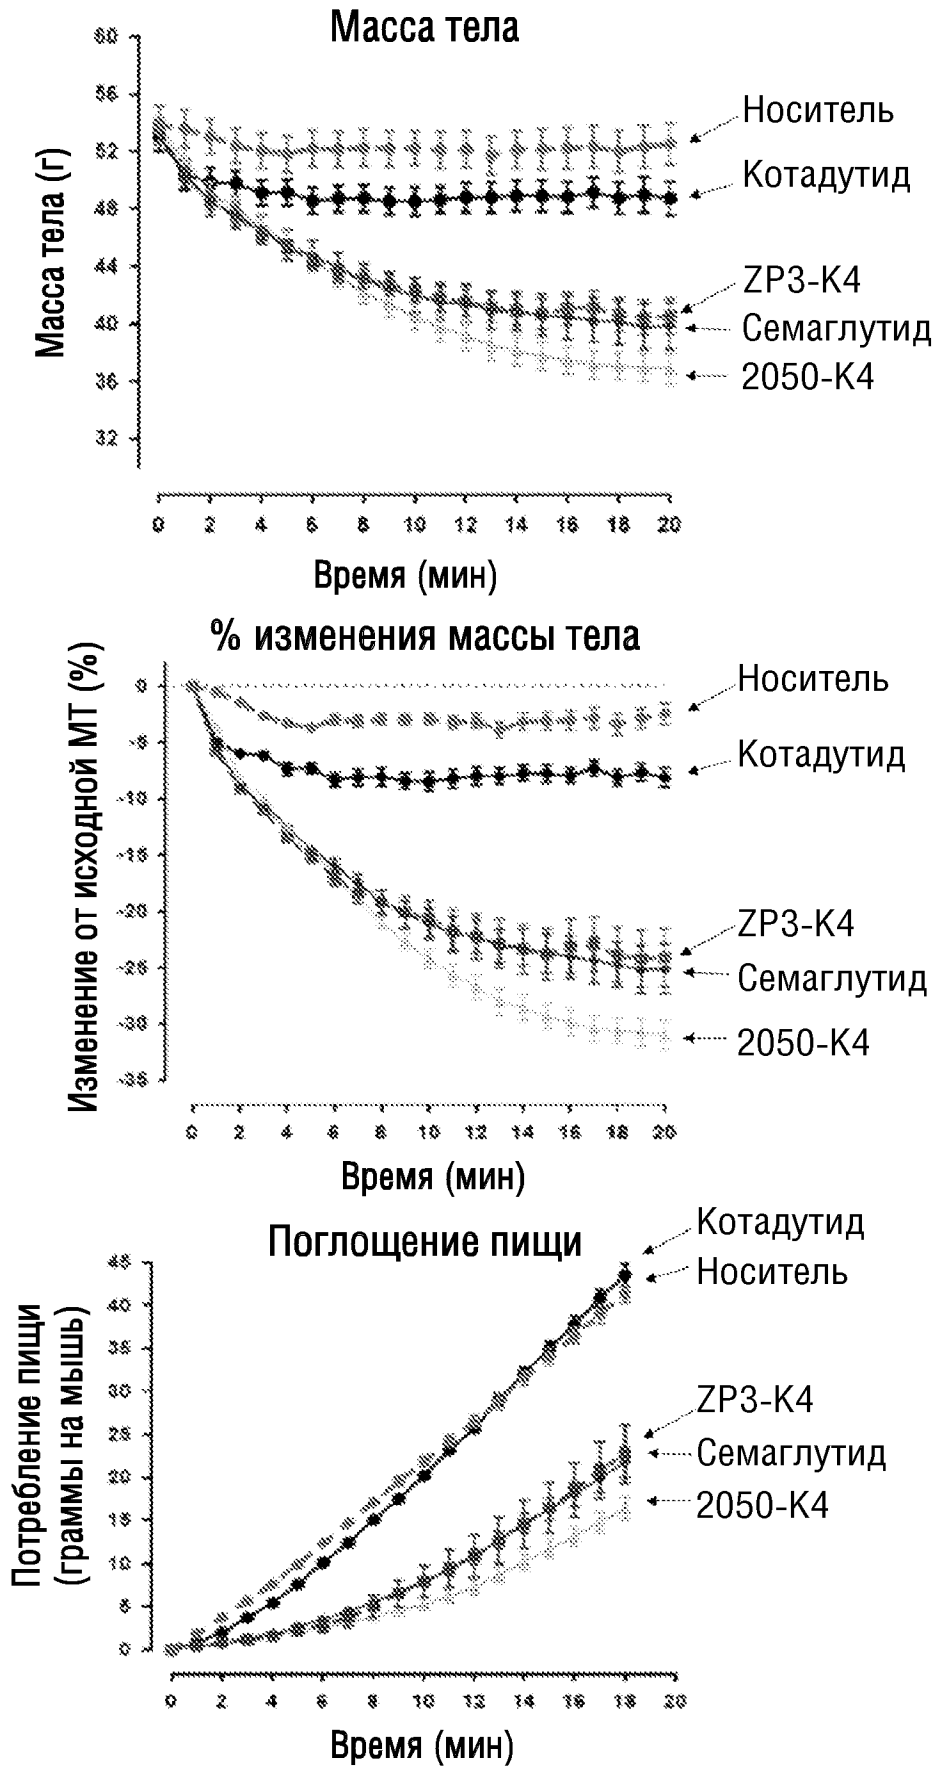 Масса тела
Масса тела (г)
60
56
52
48
44
40
36
32
0 2 4 6 8 10 12 14 16 18 20
Время (мин)
Носитель
Котадутид
ZP3-K4
Семаглутид
2050-K4
% изменения массы тела
Изменение от исходной МТ (%)
0
-5
-10
-15
-20
-25
-30
-35
0 2 4 6 8 10 12 14 16 18 20
Время (мин)
Носитель
Котадутид
ZP3-K4
Семаглутид
2050-K4
Поглощение пищи
Потребление пищи
(граммы на мышь)
45
40
35
30
25
20
15
10
5
0
0 2 4 6 8 10 12 14 16 18 20
Время (мин)
Котадутид
Носитель
ZP3-K4
Семаглутид
2050-K4